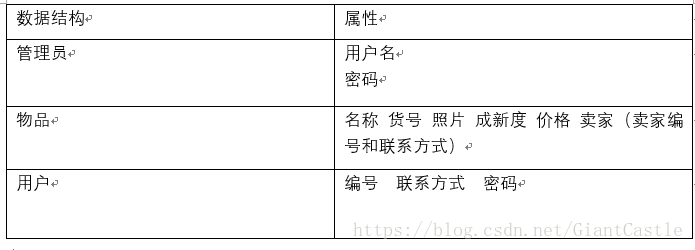 数据结构 属性
管理员 用户名
密码
物品 名称 货号 照片 成新度 价格 卖家（卖家编
号和联系方式）
用户 编号 联系方式 密码
https://blog.csdn.net/GiantCastle